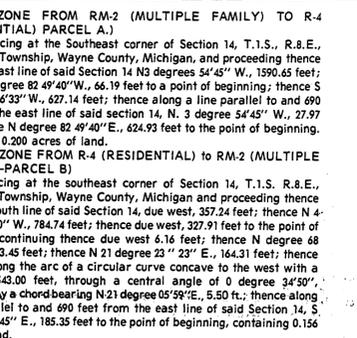 ZONE FROM RM-2 (MULTIPLE FAMILY) TO R-4
NTIAL) PARCEL A.)
cing at the Southeast corner of Section 14, T.1.S., R.8.E.,
Township, Wayne County, Michigan, and proceeding thence
ast line of said Section 14 N3 degrees 54'45" W., 1590.65 feet;
gree 82 49'40"W., 66.19 feet to a point of beginning; thence S
6'33"W., 627.14 feet; thence along a line parallel to and 690
he east line of said section 14, N. 3 degree 54'45" W., 27.97
e N degree 82 49'40"E., 624.93 feet to the point of beginning.
0.200 acres of land.
ZONE FROM R-4 (RESIDENTIAL) to RM-2 (MULTIPLE
-PARCEL B)
cing at the southeast corner of Section 14, T.1.S. R.8.E.,
Township, Wayne County, Michigan and proceeding thence
outh line of said Section 14, due west, 357.24 feet; thence N 4-
0" W., 784.74 feet; thence due west, 327.91 feet to the point of
continuing thence due west 6.16 feet; thence N degree 68
3.45 feet; thence N 21 degree 23 " 23" E., 164.31 feet; thence
ong the arc of a circular curve concave to the west with a
543.00 feet, through a central angle of 0 degree 34'50",
y a chord bearing N-21 degree 05'59"E., 5.50 ft.; thence along
lel to and 690 feet from the east line of said Section 14, S
45" E., 185.35 feet to the point of beginning, containing 0.156
nd.